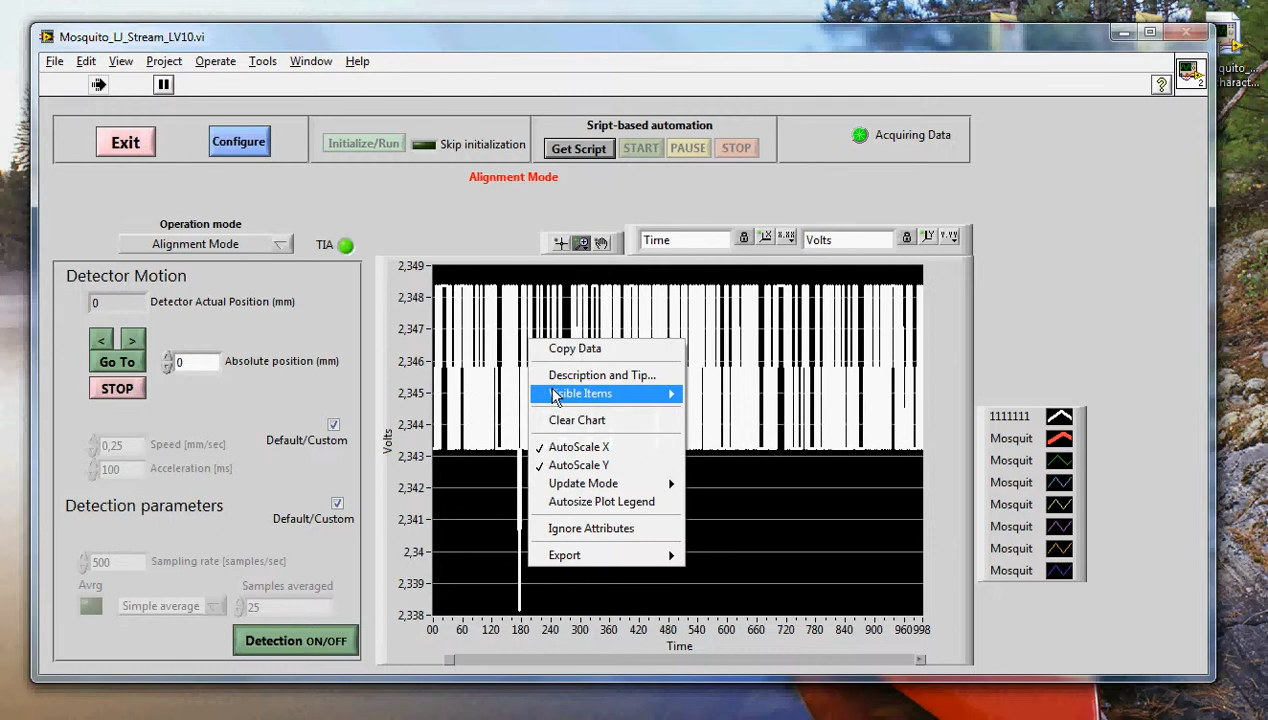 Mosquito_LJ_Stream_LV10.vi
File Edit View Project Operate Tools Window Help
2
Exit
Configure
Initialize/Run
Skip initialization
Sript-based automation
Get Script
START
PAUSE
STOP
Acquiring Data
Alignment Mode
Operation mode
Alignment Mode
TIA
Time
Volts
Detector Motion
0
Detector Actual Position (mm)
< >
Go To
0
Absolute position (mm)
STOP
Default/Custom
0,25
Speed [mm/sec]
100
Acceleration [ms]
Detection parameters
Default/Custom
500
Sampling rate [samples/sec]
Avrg
Simple average
Samples averaged
25
Detection ON/OFF
2,349
2,348
2,347
2,346
2,345
2,344
2,343
2,342
2,341
2,34
2,339
2,338
Volts
00 60 120 180 240 300 360 420 480 540 600 660 720 780 840 900 960 998
Time
Copy Data
Description and Tip...
Items
Clear Chart
AutoScale X
AutoScale Y
Update Mode
Autosize Plot Legend
Ignore Attributes
Export
1111111
Mosquit
Mosquit
Mosquit
Mosquit
Mosquit
Mosquit
Mosquit